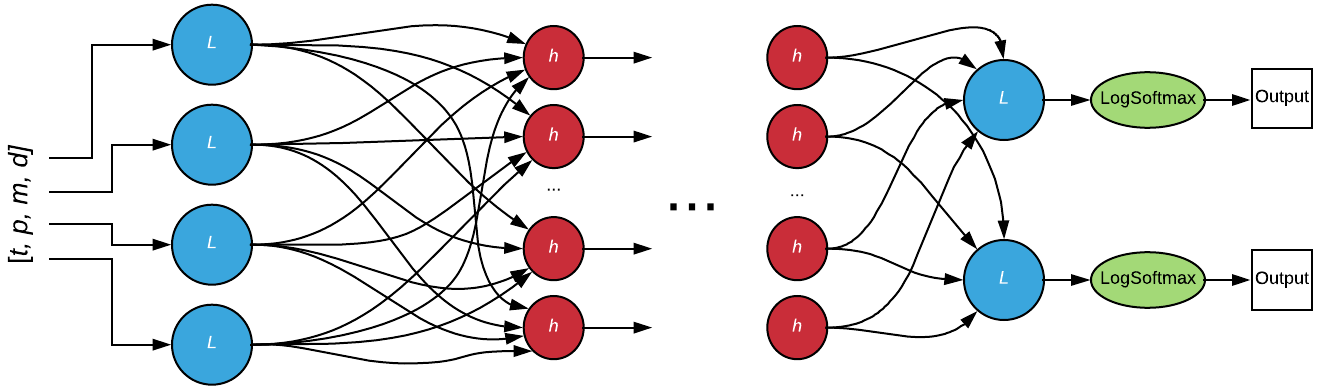 [t, p, m, d]
L
L
L
L
h
h
...
h
h
...
h
h
...
h
h
L
L
LogSoftmax
LogSoftmax
Output
Output